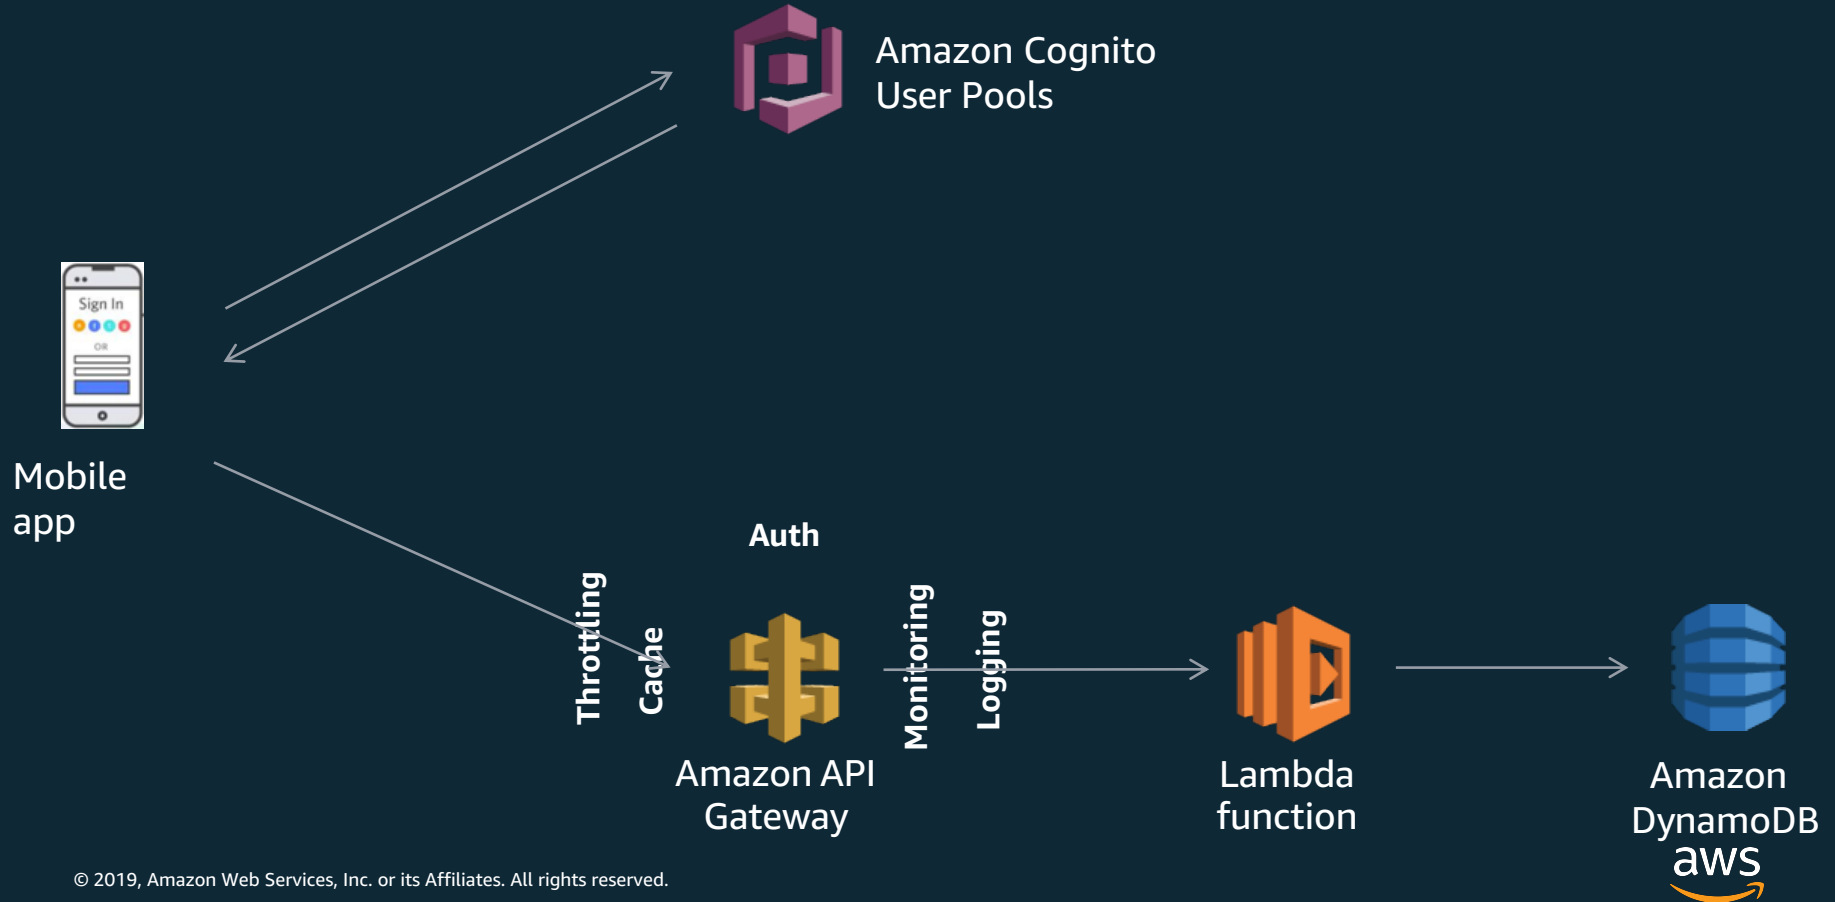 Amazon Cognito
User Pools
Sign In
OR
Mobile
app
Auth
Throttling
Cache
Monitoring
Logging
Amazon API
Gateway
Lambda
function
Amazon
DynamoDB
aws
© 2019, Amazon Web Services, Inc. or its Affiliates. All rights reserved.